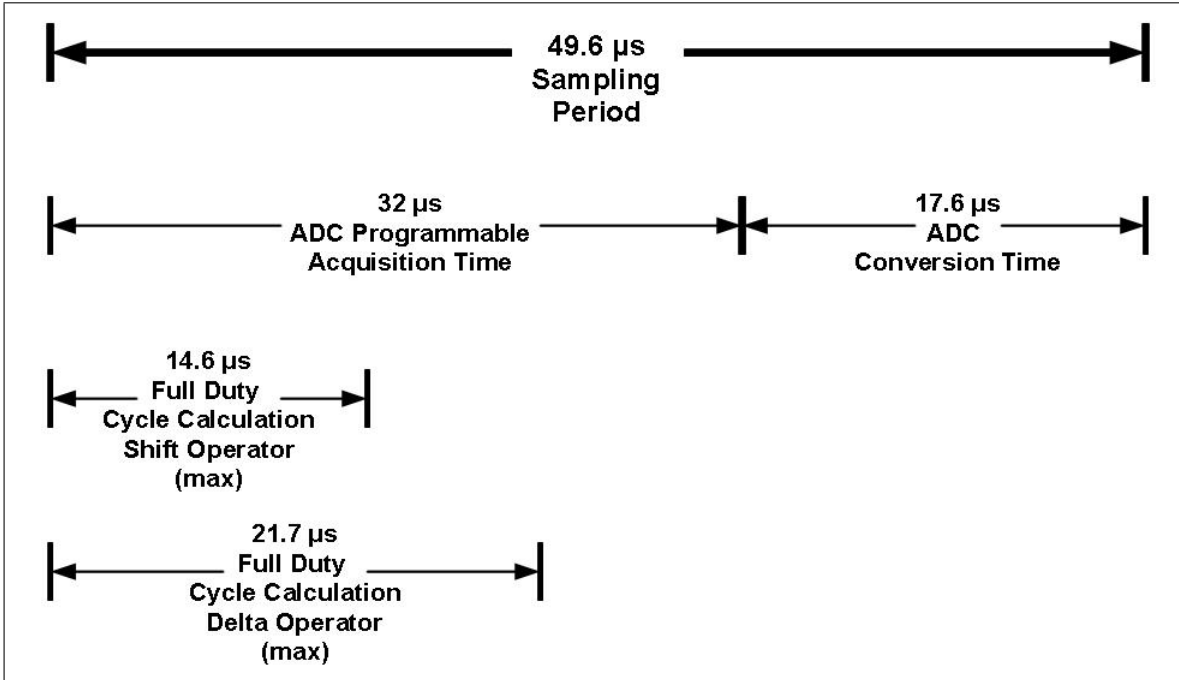 49.6 µs
Sampling
Period
32 µs
ADC Programmable
Acquisition Time
17.6 µs
ADC
Conversion Time
14.6 µs
Full Duty
Cycle Calculation
Shift Operator
(max)
21.7 µs
Full Duty
Cycle Calculation
Delta Operator
(max)